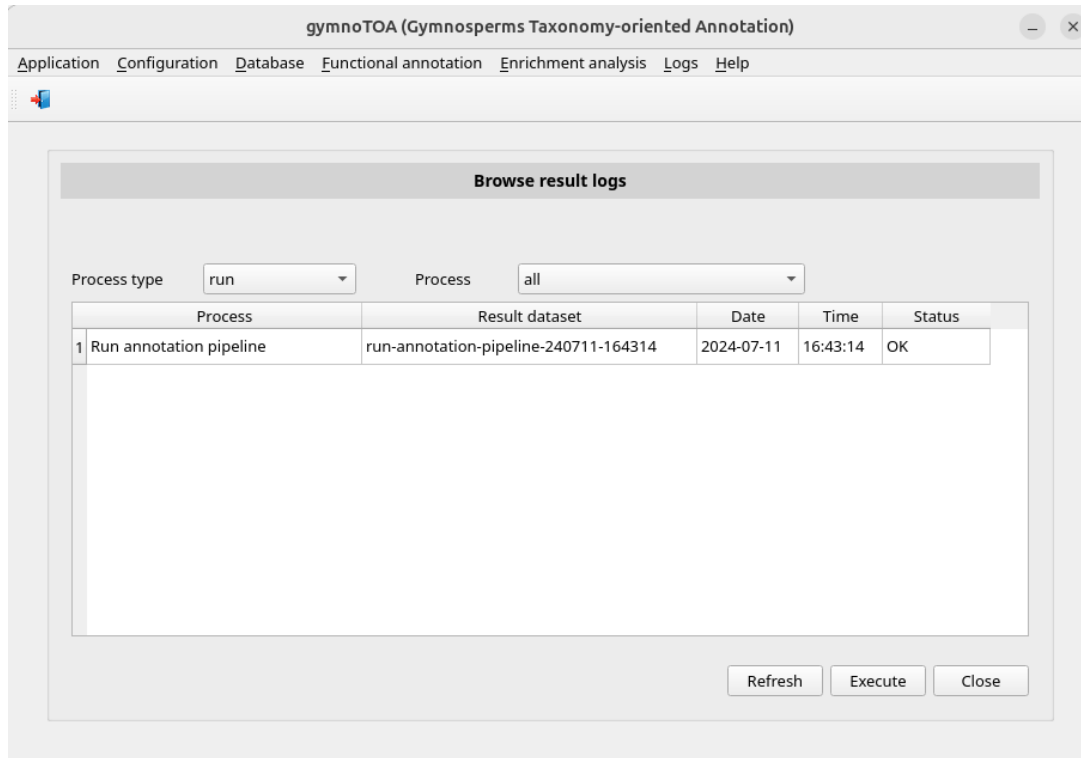 gymnoTOA (Gymnosperms Taxonomy-oriented Annotation)
Application Configuration Database Functional annotation Enrichment analysis Logs Help
Browse result logs
Process type run Process all
Process Result dataset Date Time Status
1 Run annotation pipeline run-annotation-pipeline-240711-164314 2024-07-11 16:43:14 OK
Refresh Execute Close